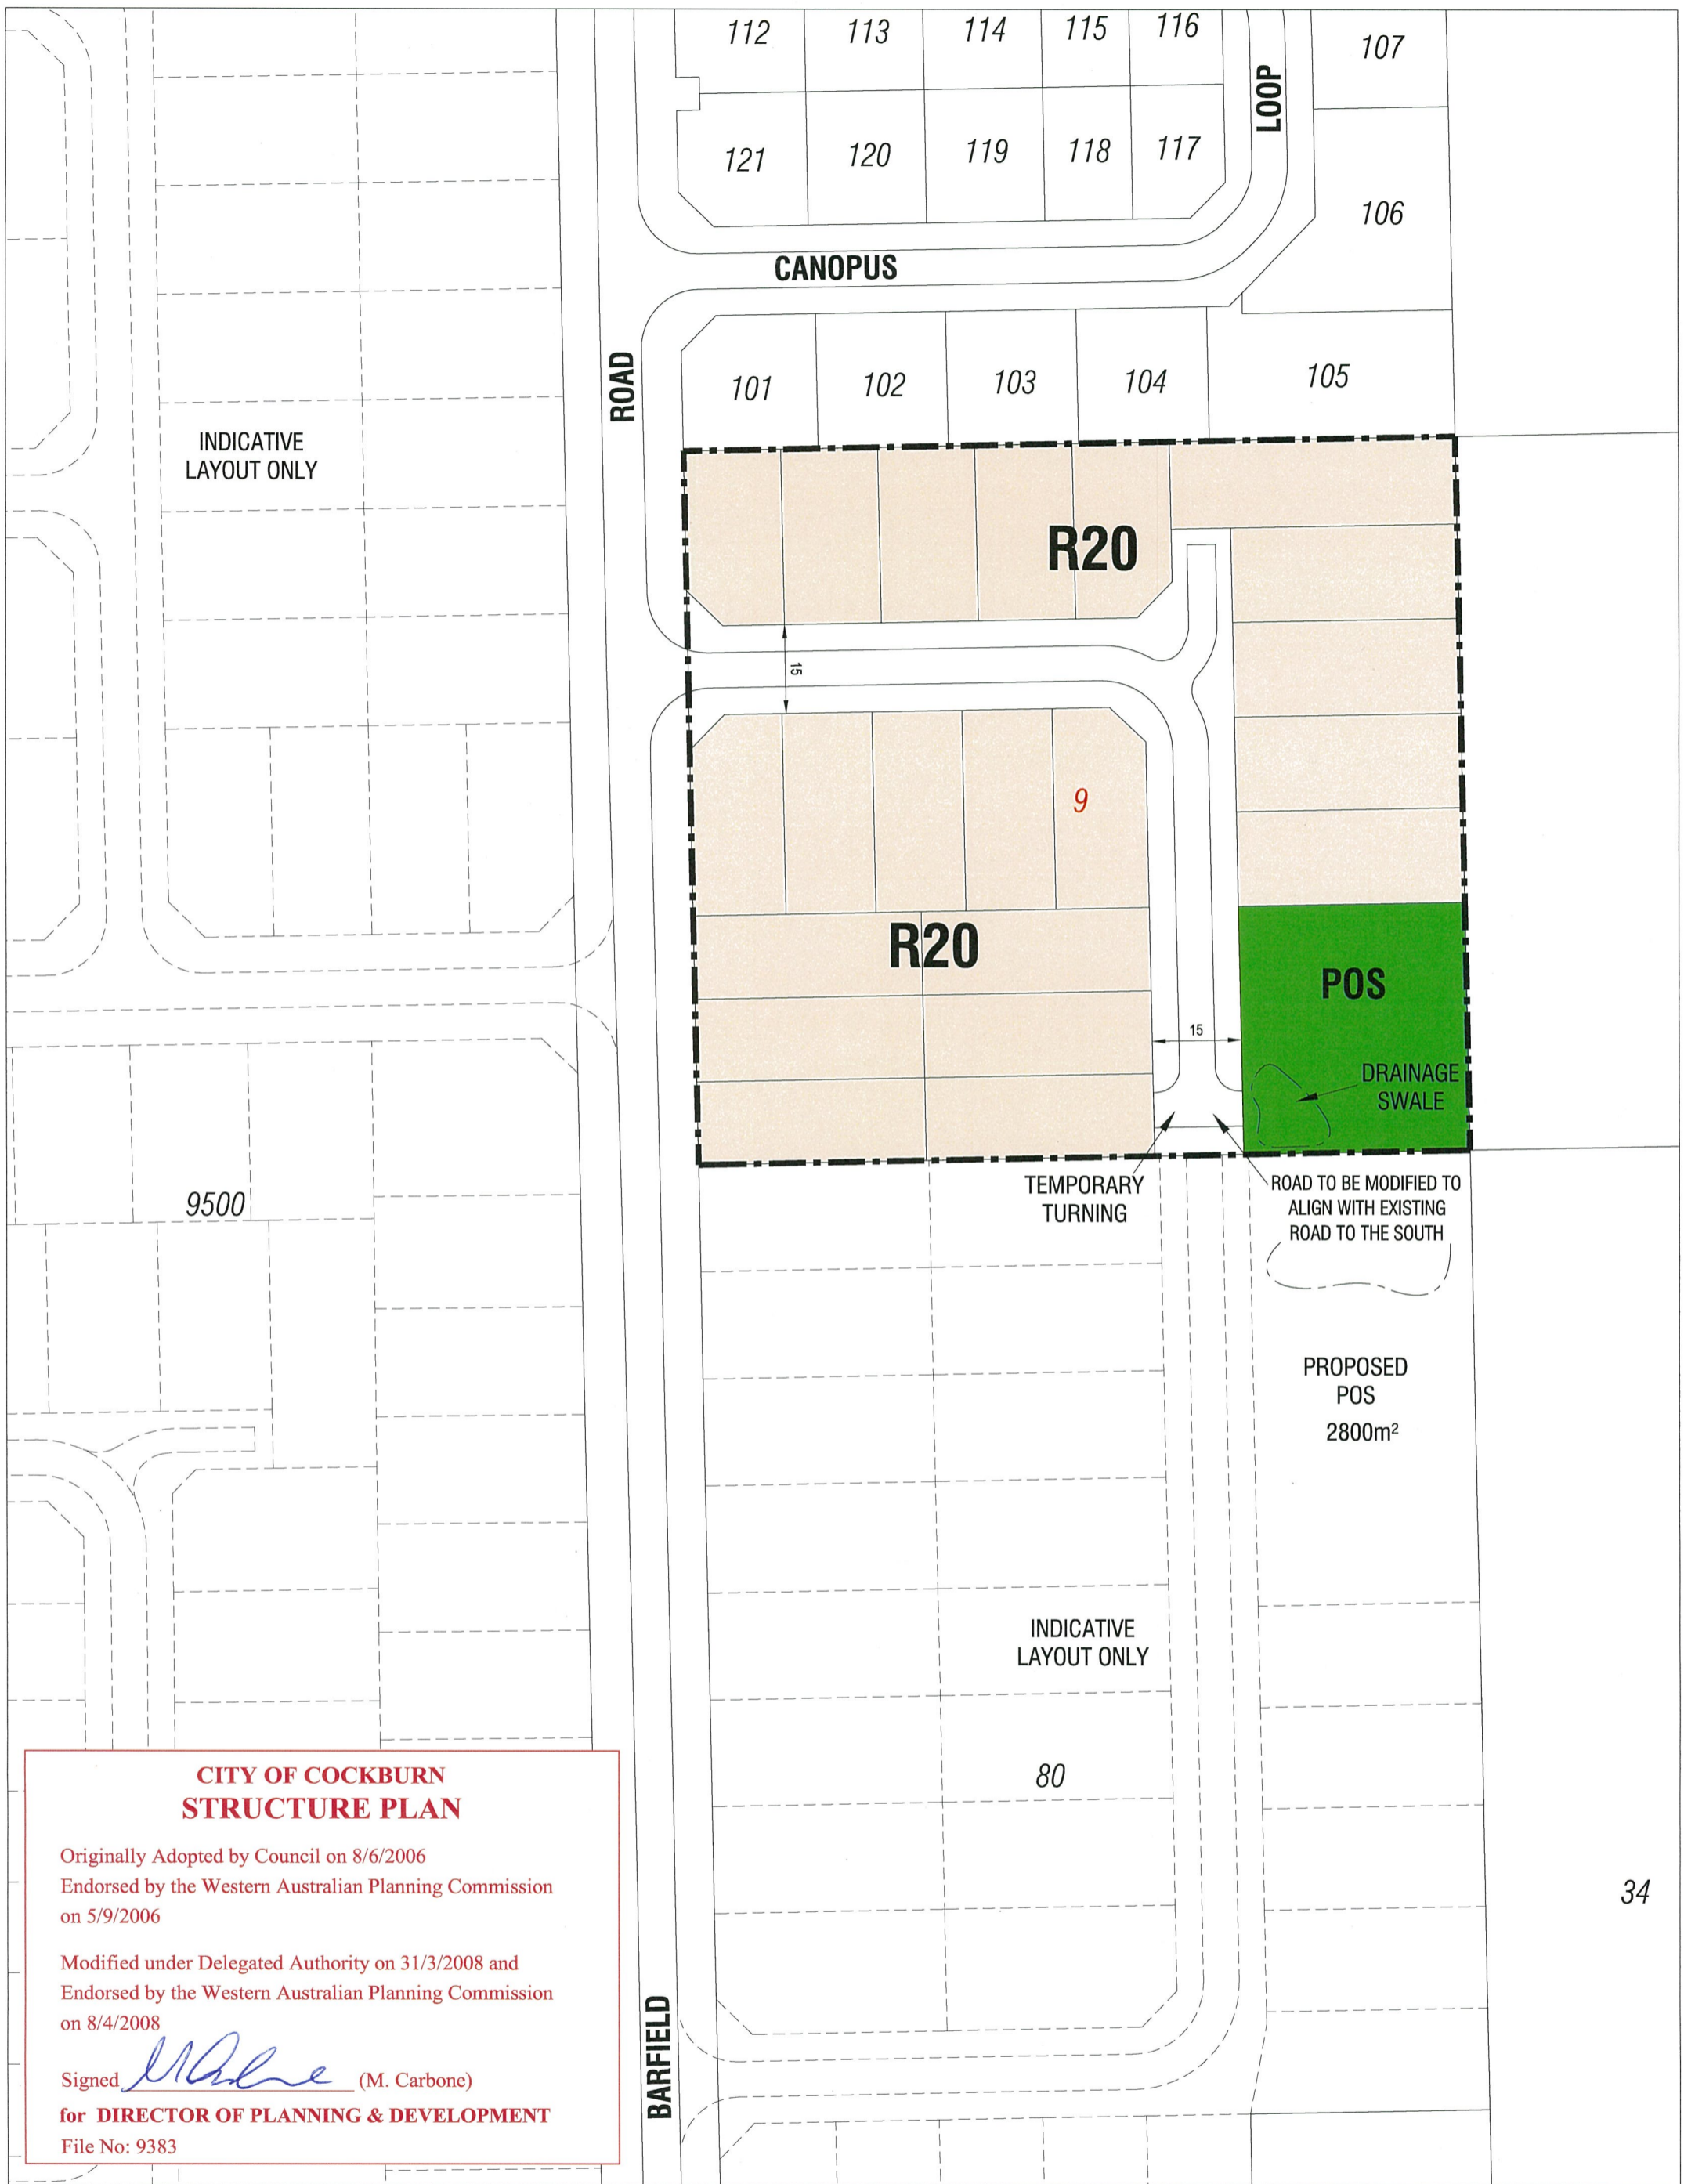 112
113
114
115
116
107
LOOP
121
120
119
118
117
106
CANOPUS
ROAD
101
102
103
104
105
INDICATIVE
LAYOUT ONLY
R20
15
9
R20
POS
15
DRAINAGE
SWALE
TEMPORARY
TURNING
ROAD TO BE MODIFIED TO
ALIGN WITH EXISTING
ROAD TO THE SOUTH
9500
PROPOSED
POS
2800m²
INDICATIVE
LAYOUT ONLY
80
34
BARFIELD
CITY OF COCKBURN
STRUCTURE PLAN
Originally Adopted by Council on 8/6/2006
Endorsed by the Western Australian Planning Commission
on 5/9/2006
Modified under Delegated Authority on 31/3/2008 and
Endorsed by the Western Australian Planning Commission
on 8/4/2008
Signed (M. Carbone)
for DIRECTOR OF PLANNING & DEVELOPMENT
File No: 9383